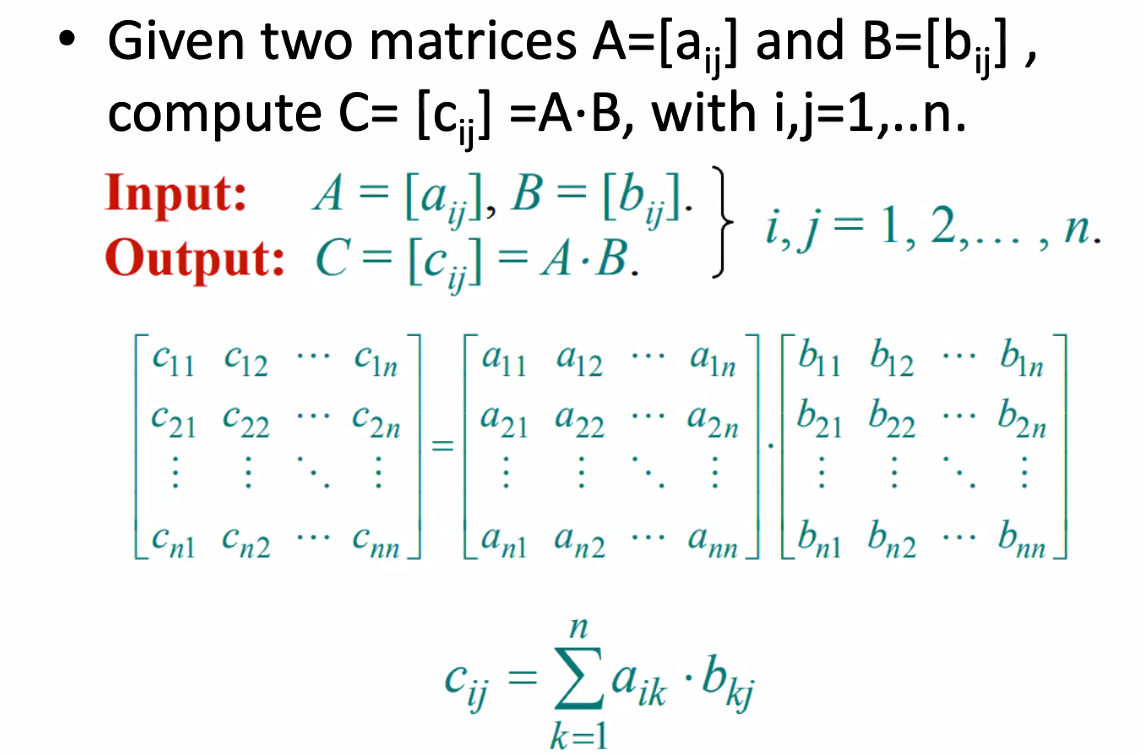 • Given two matrices A=[aᵢⱼ] and B=[bᵢⱼ] ,
compute C= [cᵢⱼ] =A·B, with i,j=1,..n.
Input: A = [aᵢⱼ], B = [bᵢⱼ]. } i, j = 1, 2,… , n.
Output: C = [cᵢⱼ] = A·B.
[c₁₁ c₁₂ ⋯ c₁ₙ] [a₁₁ a₁₂ ⋯ a₁ₙ] [b₁₁ b₁₂ ⋯ b₁ₙ]
[c₂₁ c₂₂ ⋯ c₂ₙ] = [a₂₁ a₂₂ ⋯ a₂ₙ] · [b₂₁ b₂₂ ⋯ b₂ₙ]
[⋮ ⋮ ⋱ ⋮] [⋮ ⋮ ⋱ ⋮] [⋮ ⋮ ⋱ ⋮]
[cₙ₁ cₙ₂ ⋯ cₙₙ] [aₙ₁ aₙ₂ ⋯ aₙₙ] [bₙ₁ bₙ₂ ⋯ bₙₙ]
n
cᵢⱼ = ∑ aᵢₖ · bₖⱼ
k=1